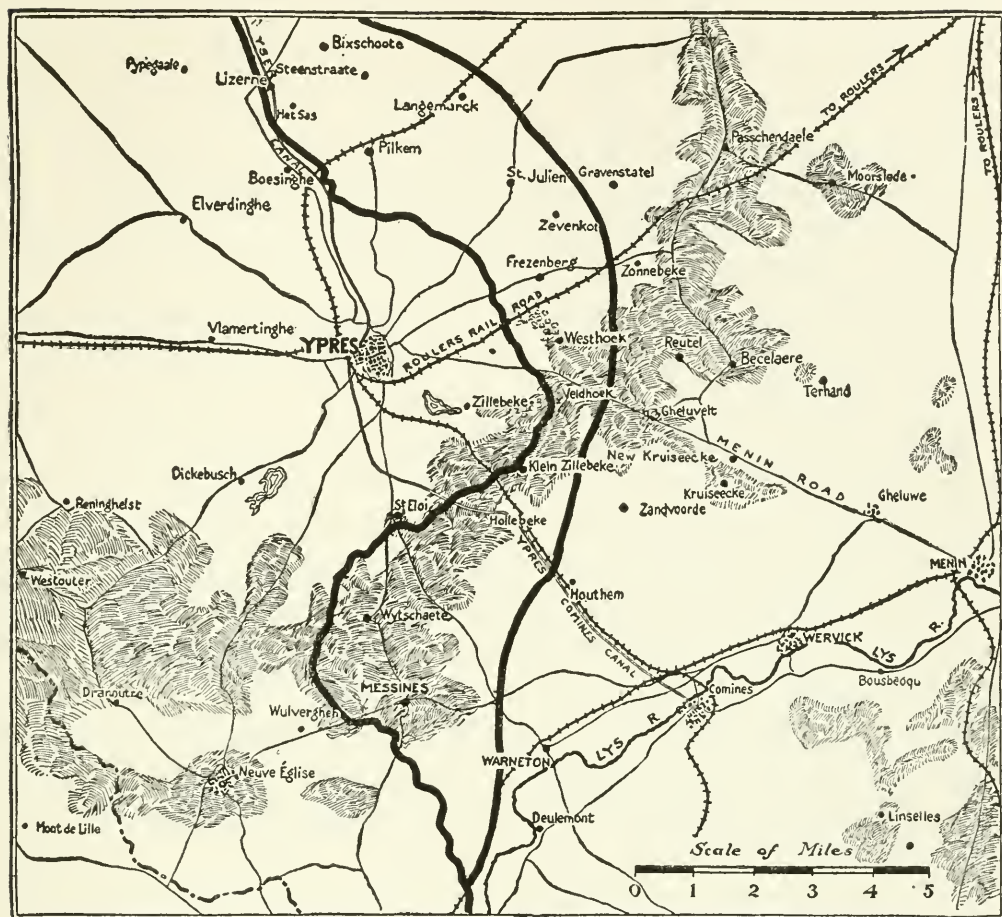 Bixschoote
Pypegaale
Lizerne
Steenstraate
YSER
Het Sas
Langemarck
CANAL
Pilkem
Boesinghe
TO ROULERS
TO ROULERS
Passchendaele
Moorslede
St. Julien
Gravenstatel
Elverdinghe
Zevenkot
Frezenberg
Zonnebeke
Vlamertinghe
YPRES
ROULERS RAIL ROAD
Westhoek
Reutel
Becelaere
Terhand
Zillebeke
Veldhoek
Gheluvelt
MENIN ROAD
New Kruiseecke
Klein Zillebeke
Dickebusch
Kruiseecke
Gheluwe
Reninghelst
St Eloi
Hollebeke
Zandvoorde
YPRES COMINES CANAL
MENIN
Westouter
Houthem
Wytschaete
WERVICK
LYS R.
Bousbecqu
Dranoutre
MESSINES
Comines
Wulvergheh
LYS R.
WARNETON
Neuve Église
Mont de Lille
Deulemont
Linselles
Scale of Miles
0 1 2 3 4 5